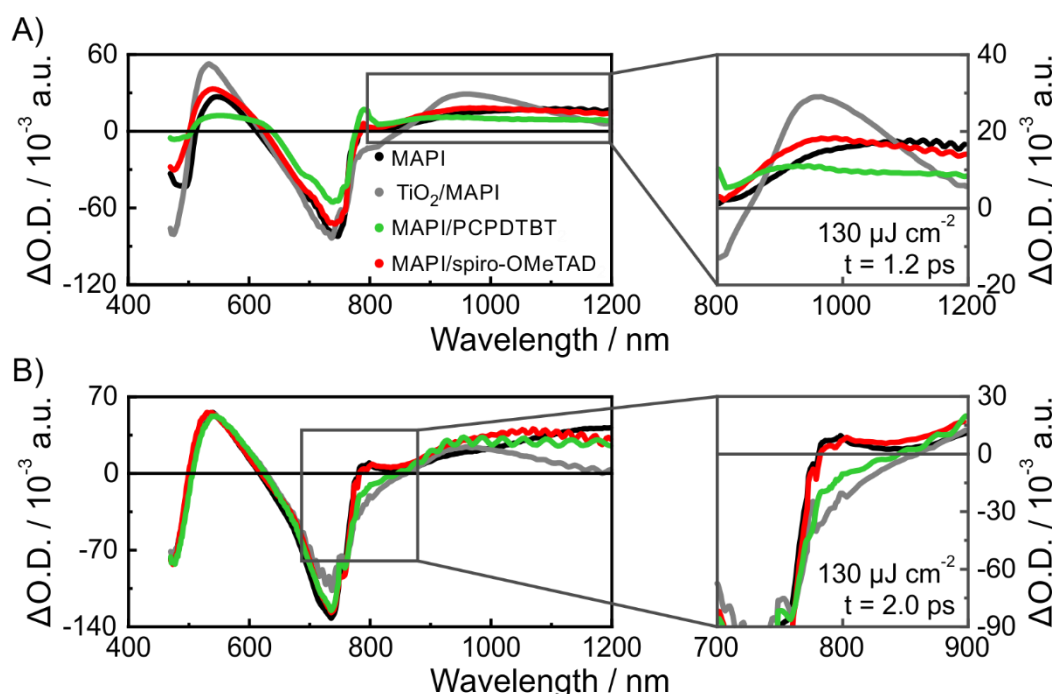 A)
ΔO.D. / 10⁻³ a.u.
60
0
-60
-120
400 600 800 1000 1200
Wavelength / nm
MAPI
TiO₂/MAPI
MAPI/PCPDTBT
MAPI/spiro-OMeTAD
40
20
0
-20
800 1000 1200
130 µJ cm⁻²
t = 1.2 ps
ΔO.D. / 10⁻³ a.u.
B)
ΔO.D. / 10⁻³ a.u.
70
0
-70
-140
400 600 800 1000 1200
Wavelength / nm
30
0
-30
-60
-90
700 800 900
130 µJ cm⁻²
t = 2.0 ps
ΔO.D. / 10⁻³ a.u.